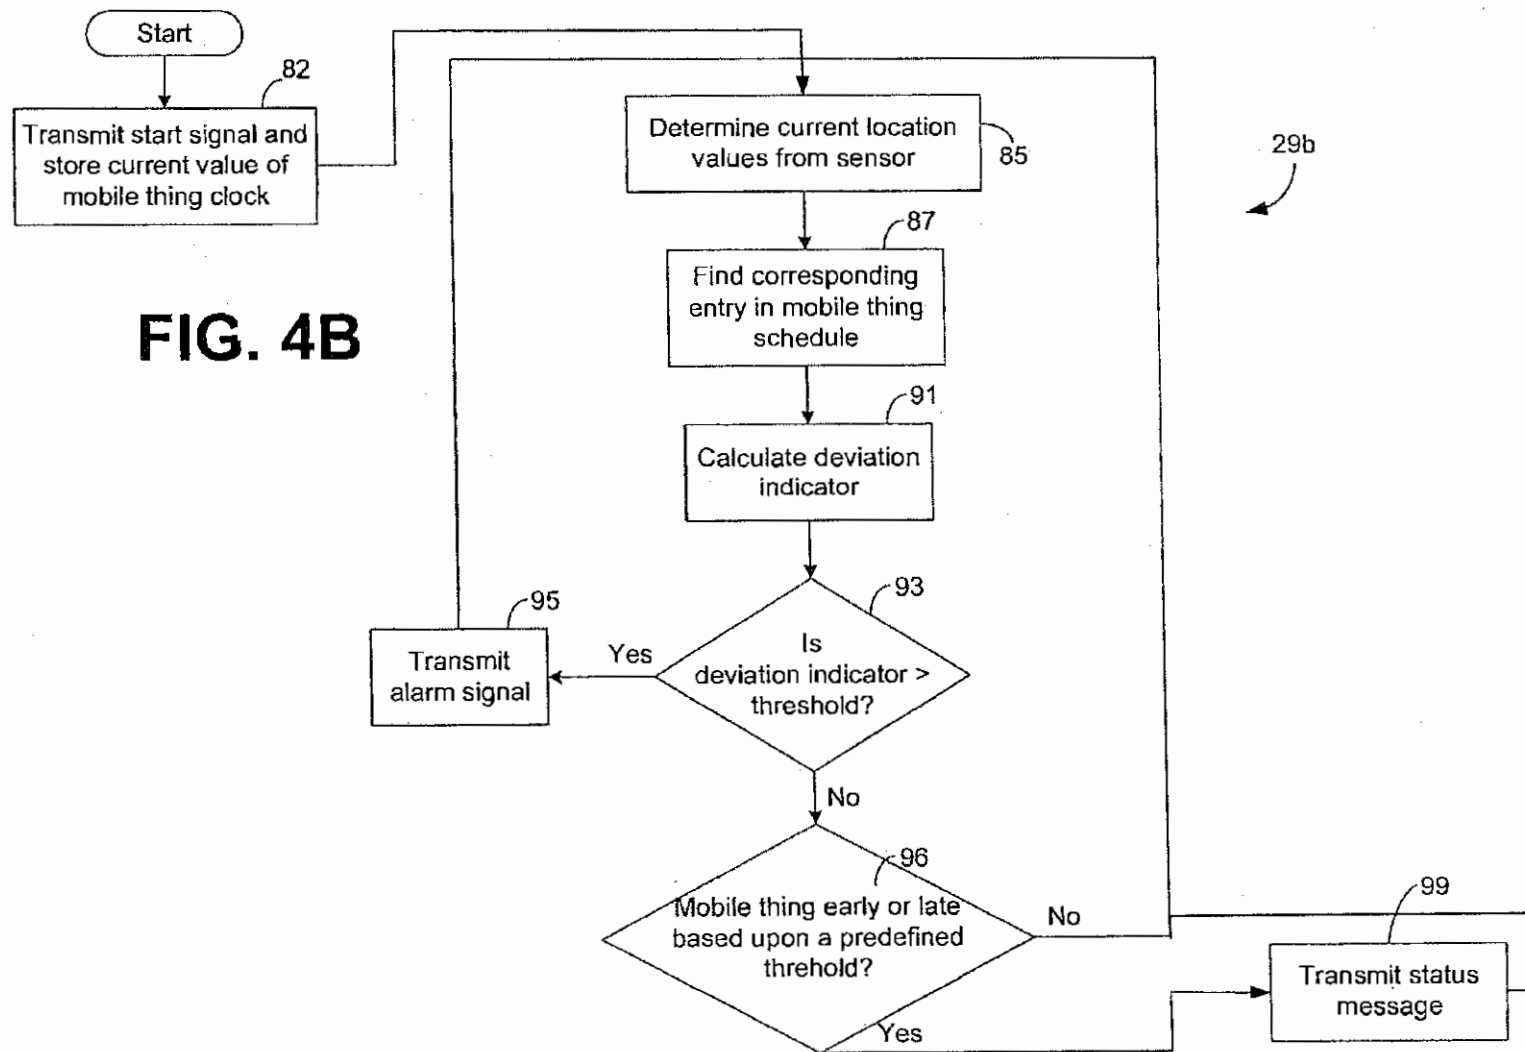 Start
82
Transmit start signal and
store current value of
mobile thing clock
Determine current location
values from sensor
85
29b
87
Find corresponding
entry in mobile thing
schedule
FIG. 4B
91
Calculate deviation
indicator
93
Is
deviation indicator >
threshold?
Yes
95
Transmit
alarm signal
No
96
Mobile thing early or late
based upon a predefined
threhold?
No
Yes
99
Transmit status
message